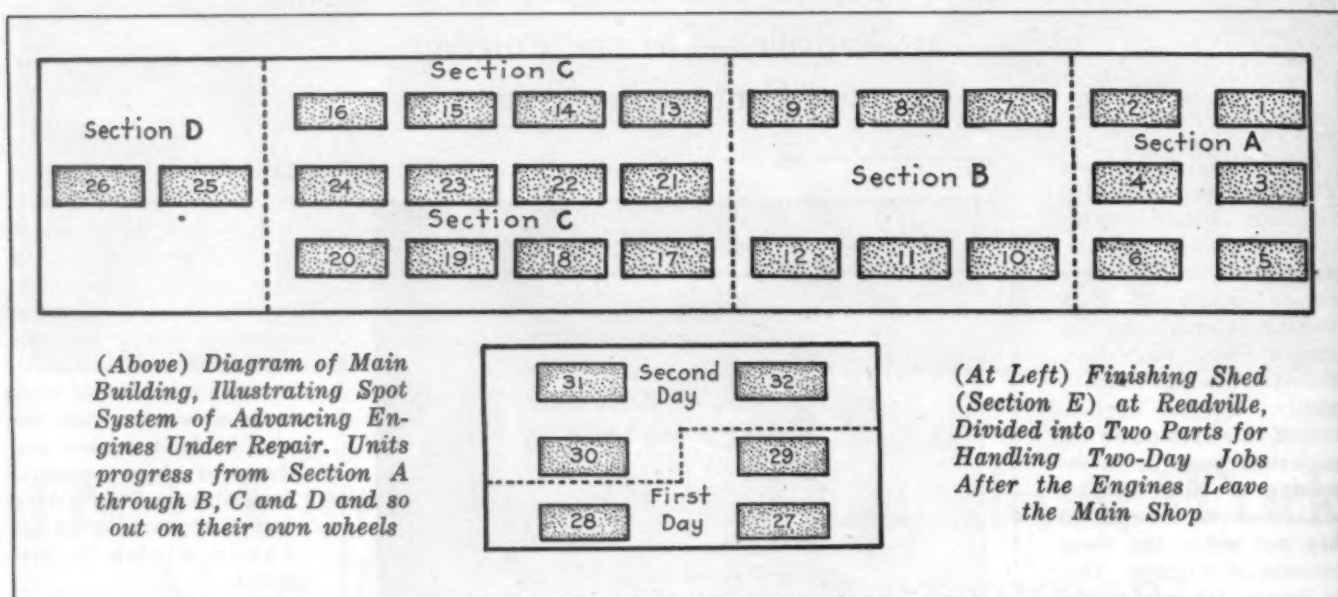 Section C
16 15 14 13 9 8 7 2 1
Section D
Section A
26 25 24 23 22 21 Section B 4 3
Section C
20 19 18 17 12 11 10 6 5
(Above) Diagram of Main
Building, Illustrating Spot
System of Advancing En-
gines Under Repair. Units
progress from Section A
through B, C and D and so
out on their own wheels
31 Second 32
Day
30 29
First
28 Day 27
(At Left) Finishing Shed
(Section E) at Readville,
Divided into Two Parts for
Handling Two-Day Jobs
After the Engines Leave
the Main Shop